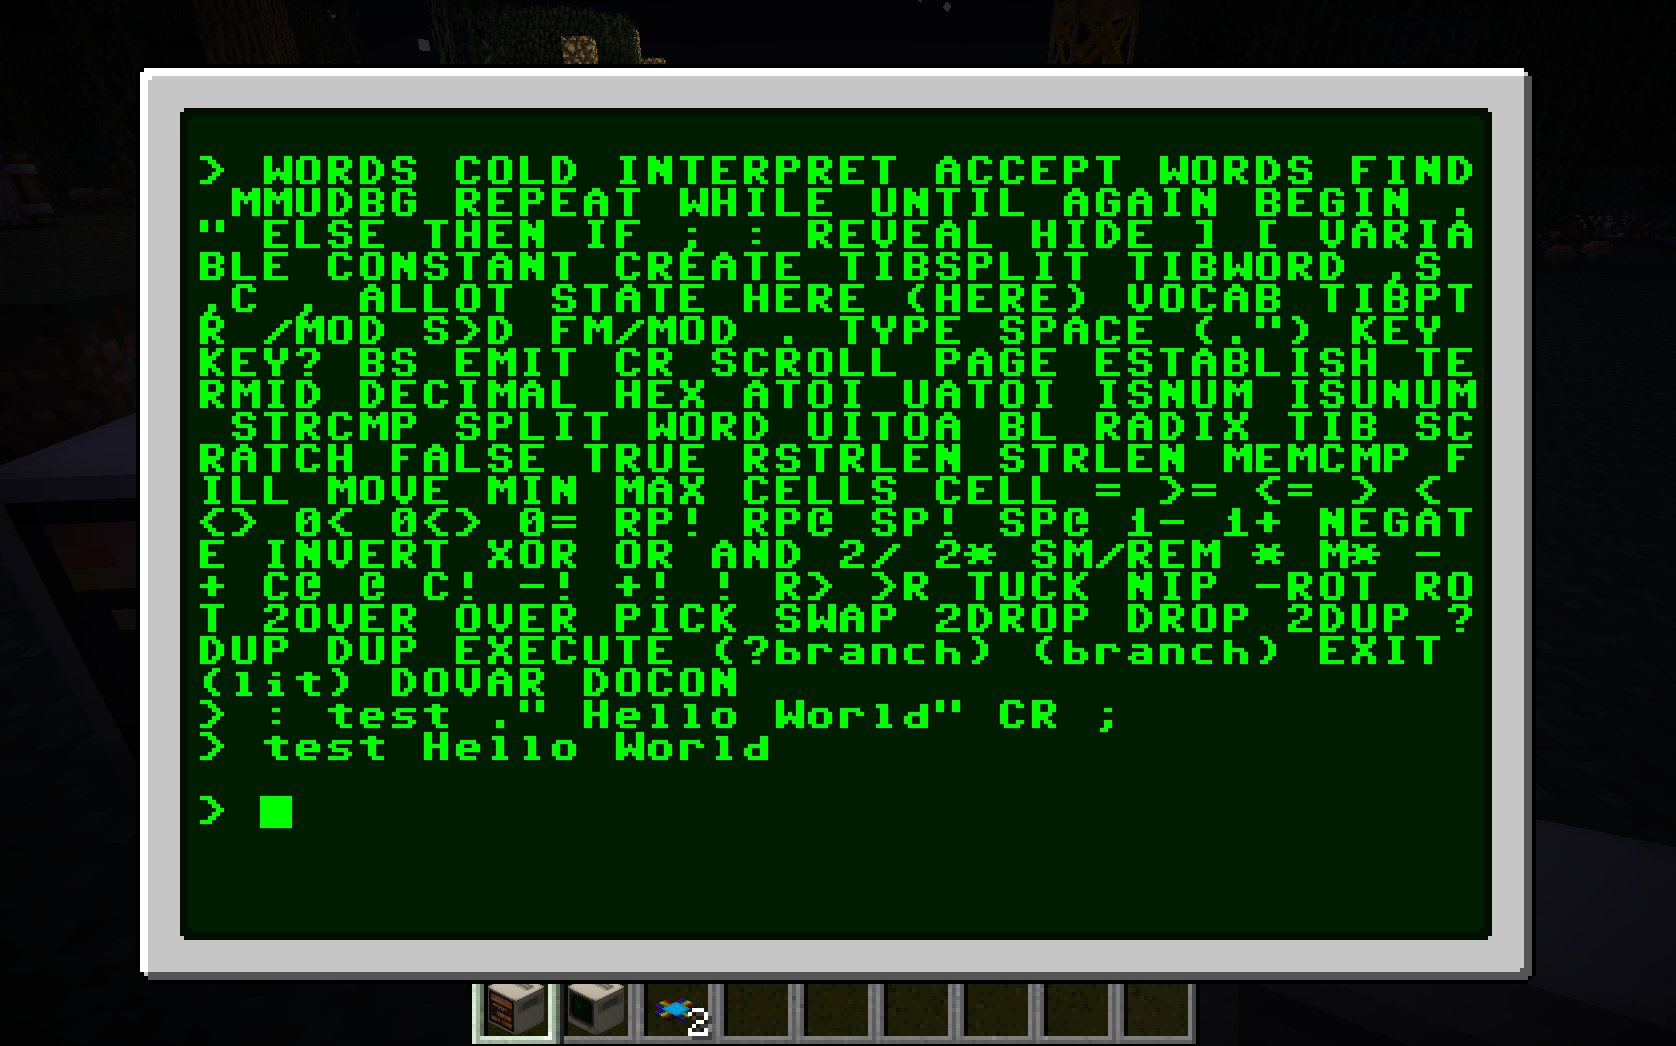 > WORDS COLD INTERPRET ACCEPT WORDS FIND
 MMUDBG REPEAT WHILE UNTIL AGAIN BEGIN .
" ELSE THEN IF ; : REVEAL HIDE ] [ VARIA
BLE CONSTANT CREATE TIBSPLIT TIBWORD ,S
,C , ALLOT STATE HERE (HERE) VOCAB TIBPT
R /MOD S>D FM/MOD . TYPE SPACE (.") KEY
KEY? BS EMIT CR SCROLL PAGE ESTABLISH TE
RMID DECIMAL HEX ATOI UATOI ISNUM ISUNUM
 STRCMP SPLIT WORD UITOA BL RADIX TIB SC
RATCH FALSE TRUE RSTRLEN STRLEN MEMCMP F
ILL MOVE MIN MAX CELLS CELL = >= <= > <
<> 0< 0<> 0= RP! RP@ SP! SP@ 1- 1+ NEGAT
E INVERT XOR OR AND 2/ 2* SM/REM * M* -
+ C@ @ C! -! +! ! R> >R TUCK NIP -ROT RO
T 2OVER OVER PICK SWAP 2DROP DROP 2DUP ?
DUP DUP EXECUTE (?branch) (branch) EXIT
(lit) DOVAR DOCON
> : test ." Hello World" CR ;
> test Hello World
>
2